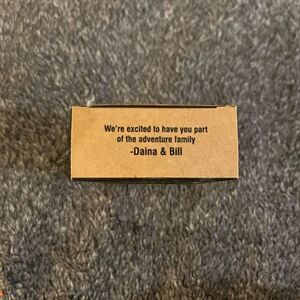 We're excited to have you part
of the adventure family
-Daina & Bill